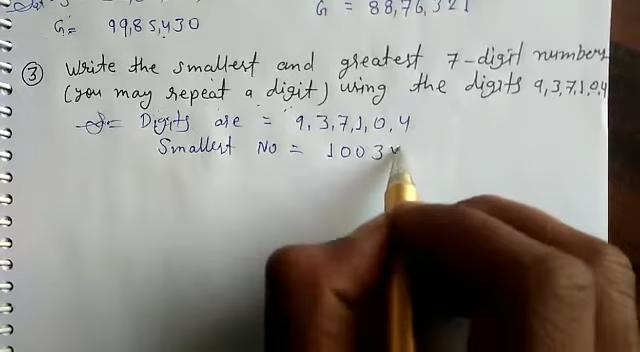 G = 88,76,321
G = 99,85,430
③ Write the smallest and greatest 7-digit numbers
(you may repeat a digit) using the digits 9,3,7,1,0,4
Digits are = 9,3,7,1,0,4
Smallest No = 1003